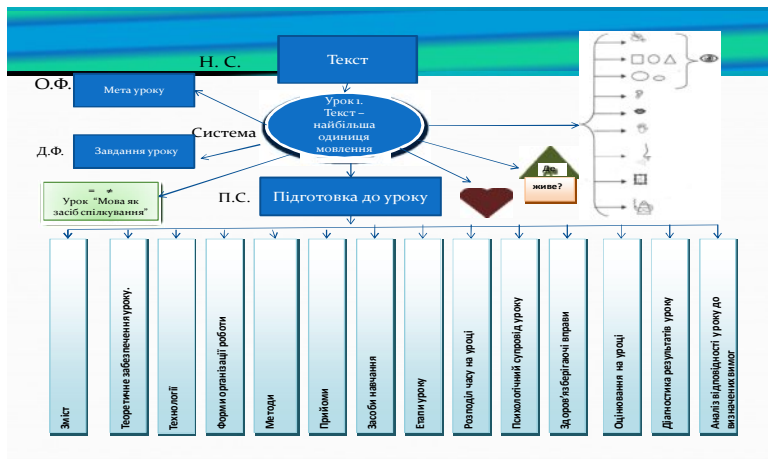 Н. С.
Текст
О.Ф.
Мета уроку
Урок 1.
Текст –
найбільша
одиниця
мовлення
Система
Д.Ф.
Завдання уроку
Де
живе?
= ≠
Урок “Мова як
засіб спілкування”
П.С.
Підготовка до уроку
Зміст
Теоретичне забезпечення уроку.
Технології
Форми організації роботи
Методи
Прийоми
Засоби навчання
Етапи уроку
Розподіл часу на уроці
Психологічний супровід уроку
Здоров’язберігаючі вправи
Оцінювання на уроці
Діагностика результатів уроку
Аналіз відповідності уроку до
визначених вимог